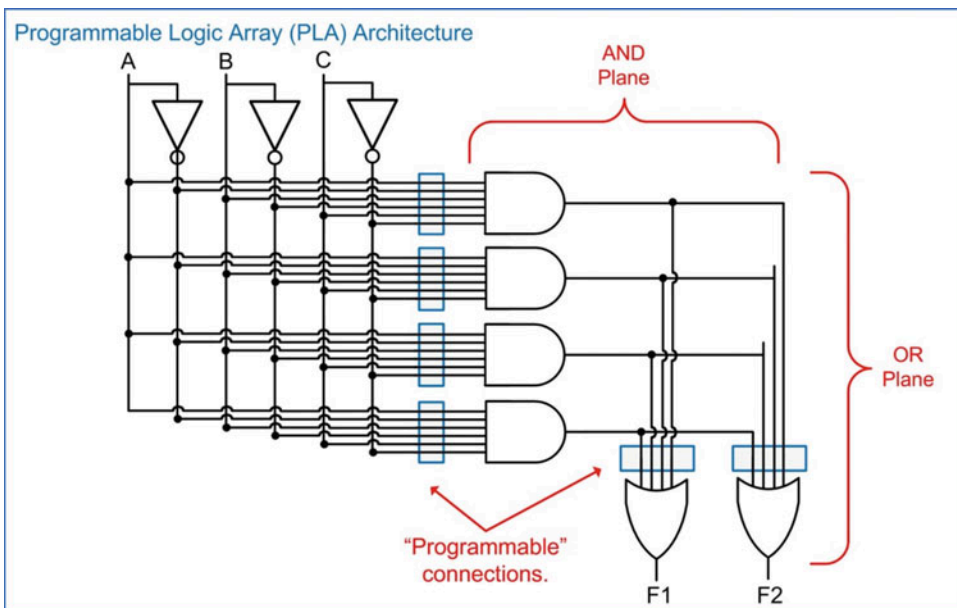 Programmable Logic Array (PLA) Architecture
A
B
C
AND
Plane
OR
Plane
“Programmable”
connections.
F1
F2